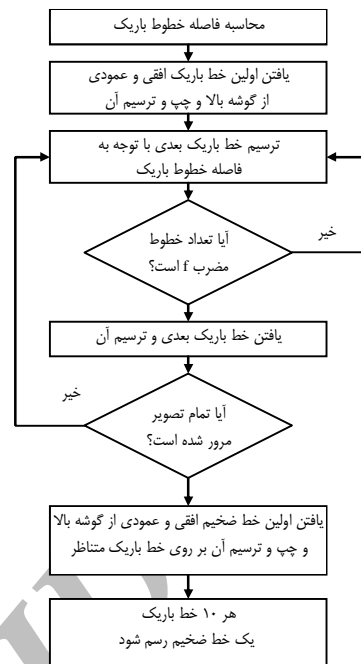 محاسبه فاصله خطوط باریک
یافتن اولین خط باریک افقی و عمودی
از گوشه بالا و چپ و ترسیم آن
ترسیم خط باریک بعدی با توجه به
فاصله خطوط باریک
آیا تعداد خطوط
مضرب f است؟
خیر
یافتن خط باریک بعدی و ترسیم آن
خیر
آیا تمام تصویر
مرور شده است؟
یافتن اولین خط ضخیم افقی و عمودی از گوشه بالا
و چپ و ترسیم آن بر روی خط باریک متناظر
هر ۱۰ خط باریک
یک خط ضخیم رسم شود